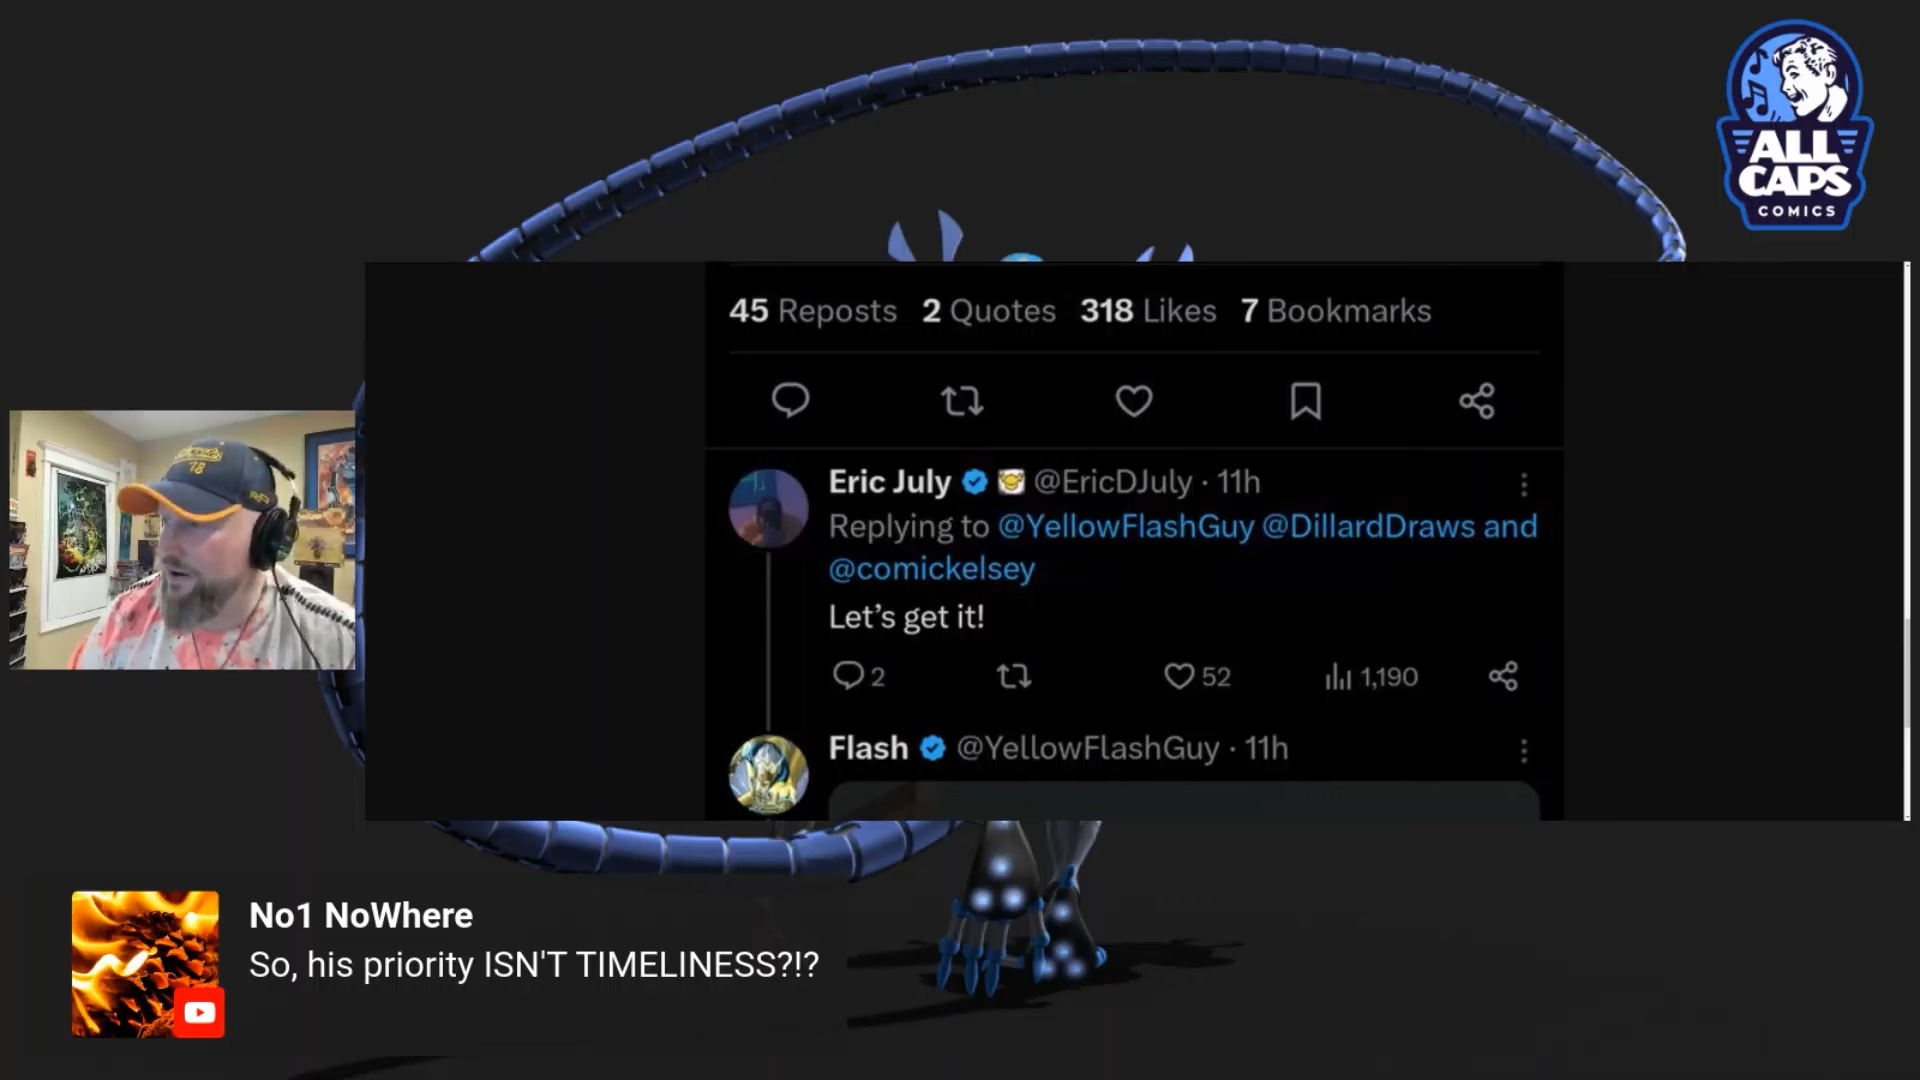 ALL
CAPS
COMICS
45 Reposts 2 Quotes 318 Likes 7 Bookmarks
Eric July @EricDJuly · 11h
Replying to @YellowFlashGuy @DillardDraws and
@comickelsey
Let's get it!
2 52 1,190
Flash @YellowFlashGuy · 11h
18
No1 NoWhere
So, his priority ISN'T TIMELINESS?!?